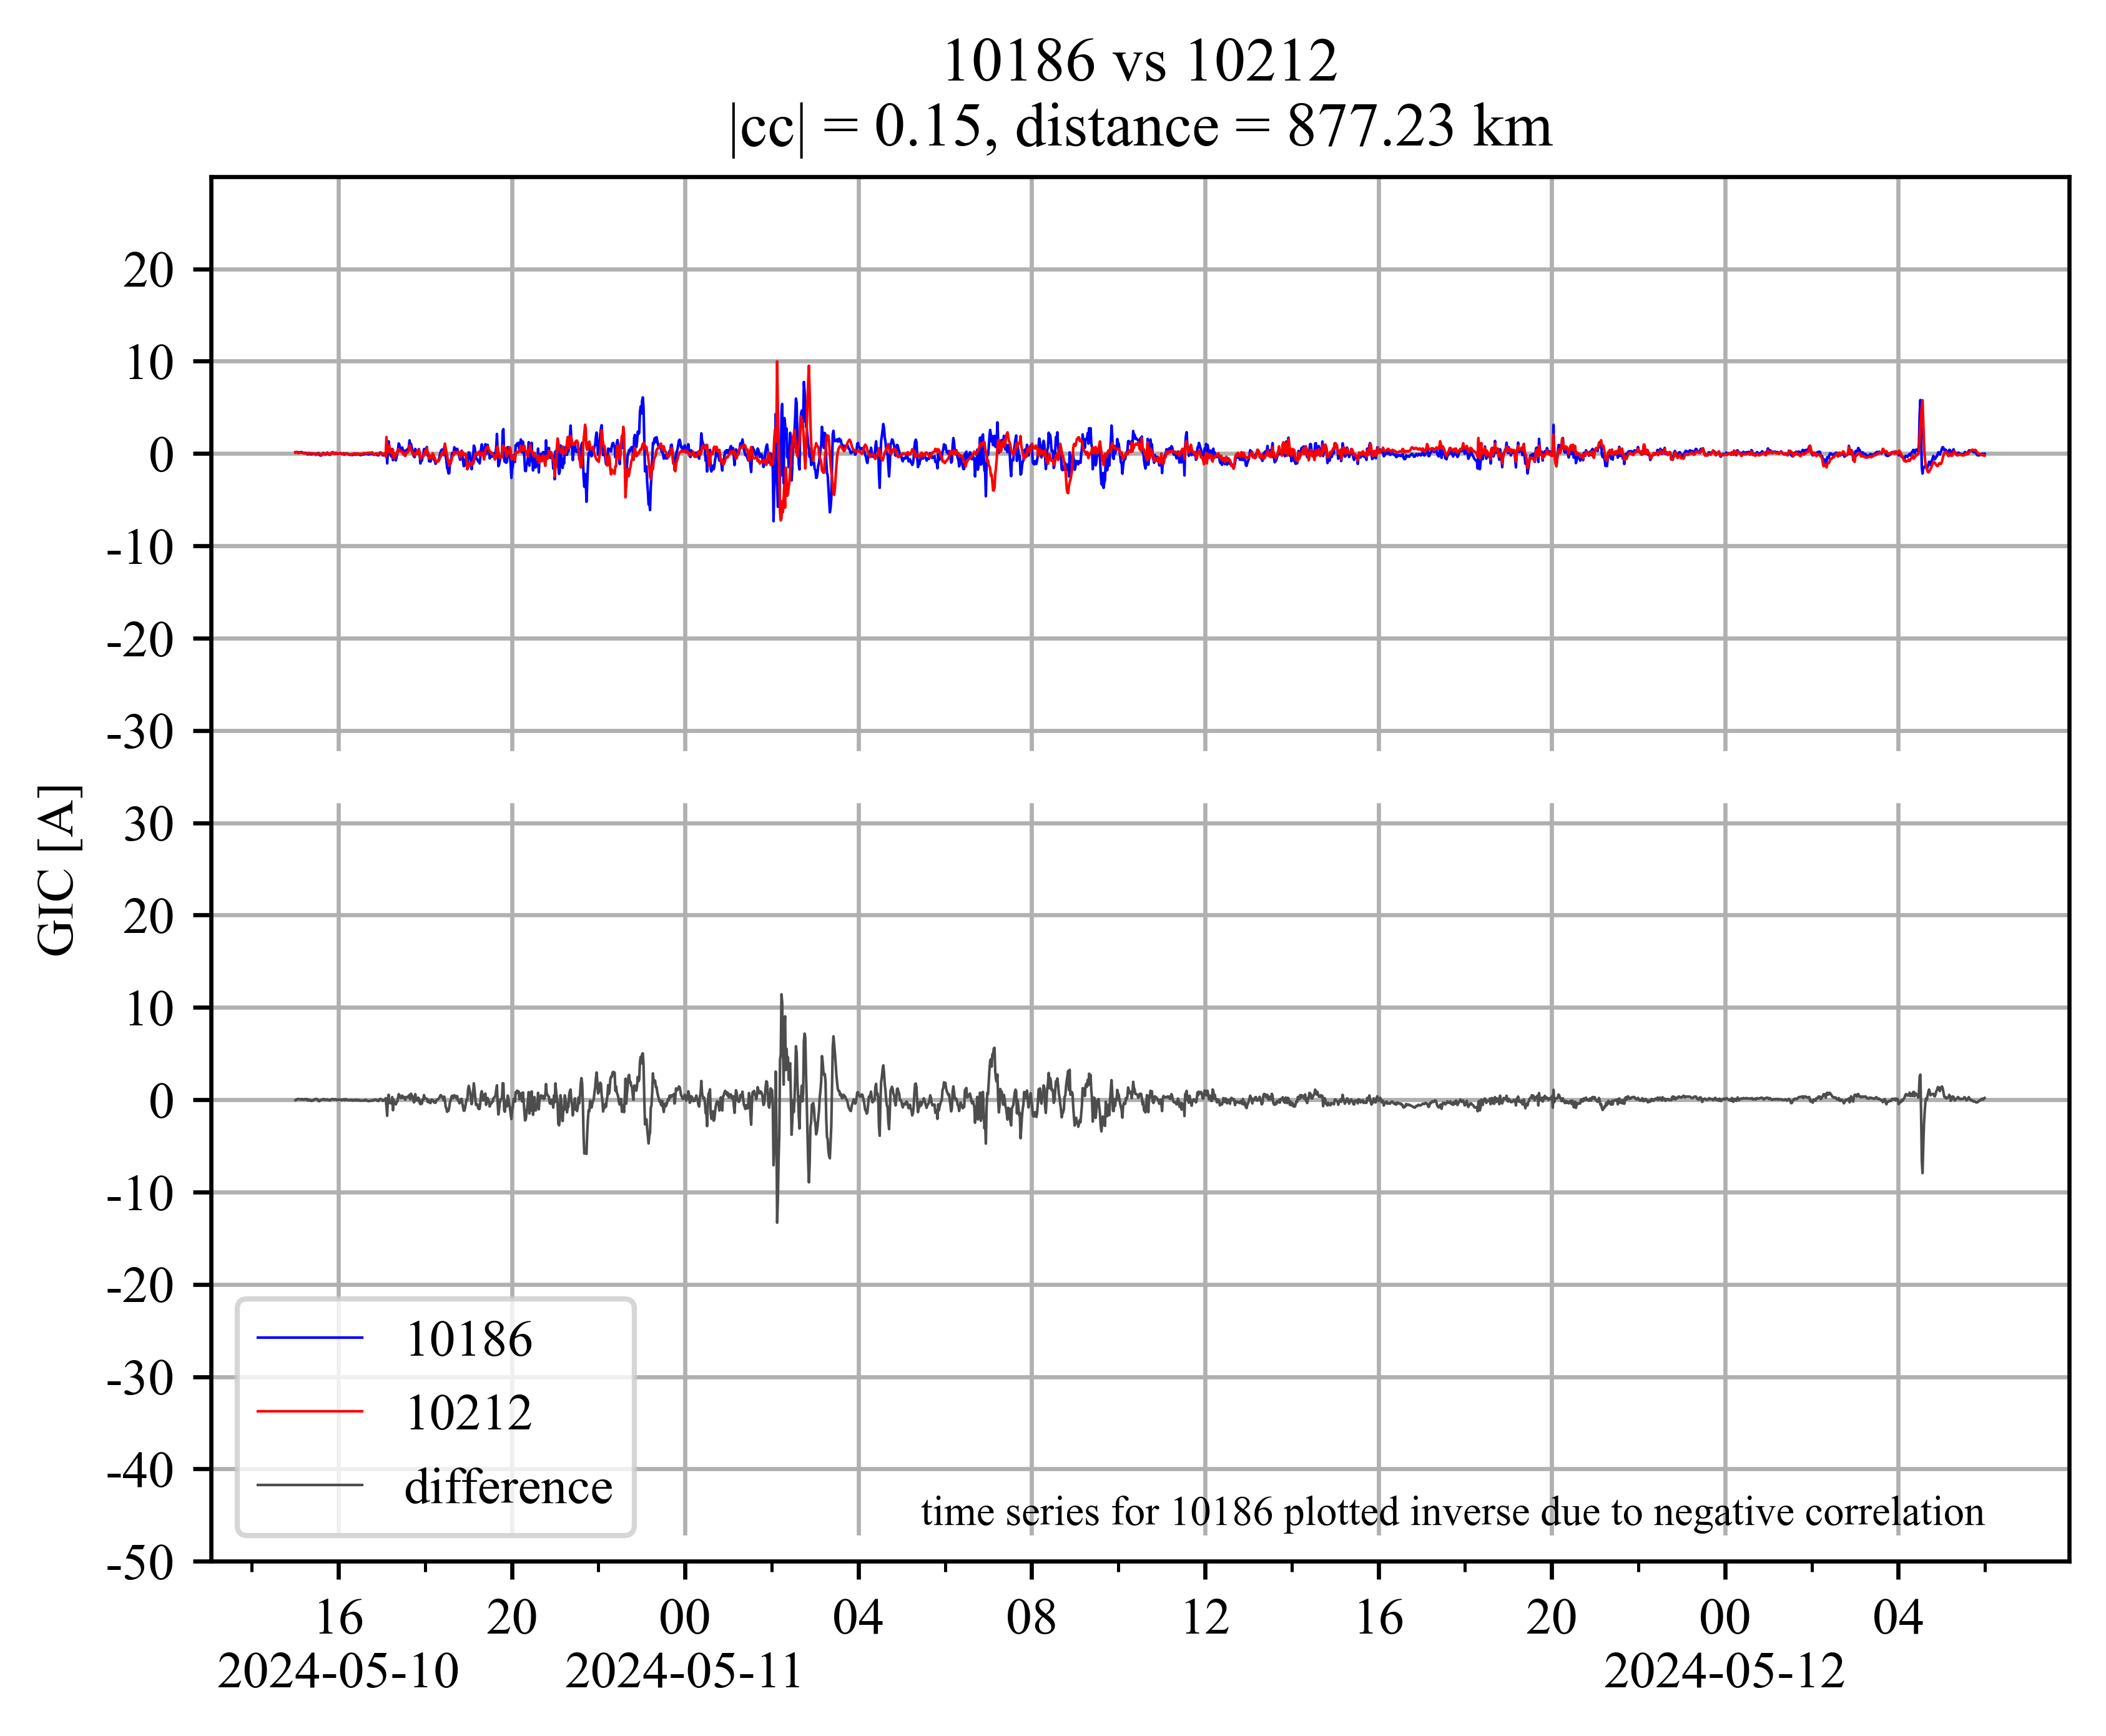 10186 vs 10212
|cc| = 0.15, distance = 877.23 km
20
10
0
-10
-20
-30
30
20
10
0
-10
-20
-30
-40
-50
GIC [A]
10186
10212
difference
time series for 10186 plotted inverse due to negative correlation
16 20 00 04 08 12 16 20 00 04
2024-05-10 2024-05-11 2024-05-12